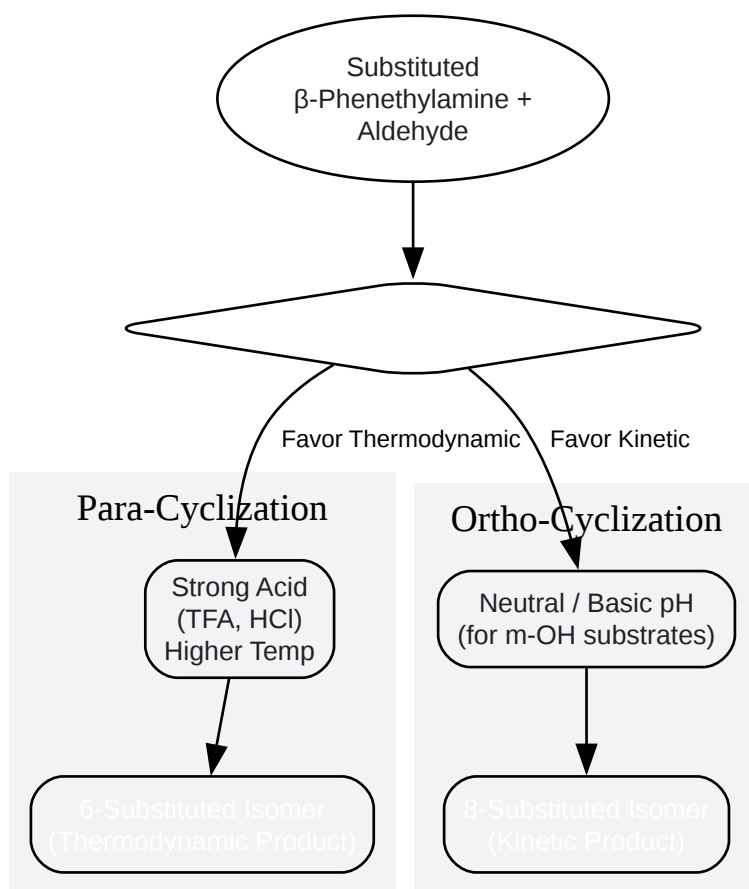 Substituted
β-Phenethylamine +
Aldehyde
Favor Thermodynamic
Favor Kinetic
Para-Cyclization
Strong Acid
(TFA, HCl)
Higher Temp
6-Substituted Isomer
(Thermodynamic Product)
Ortho-Cyclization
Neutral / Basic pH
(for m-OH substrates)
8-Substituted Isomer
(Kinetic Product)